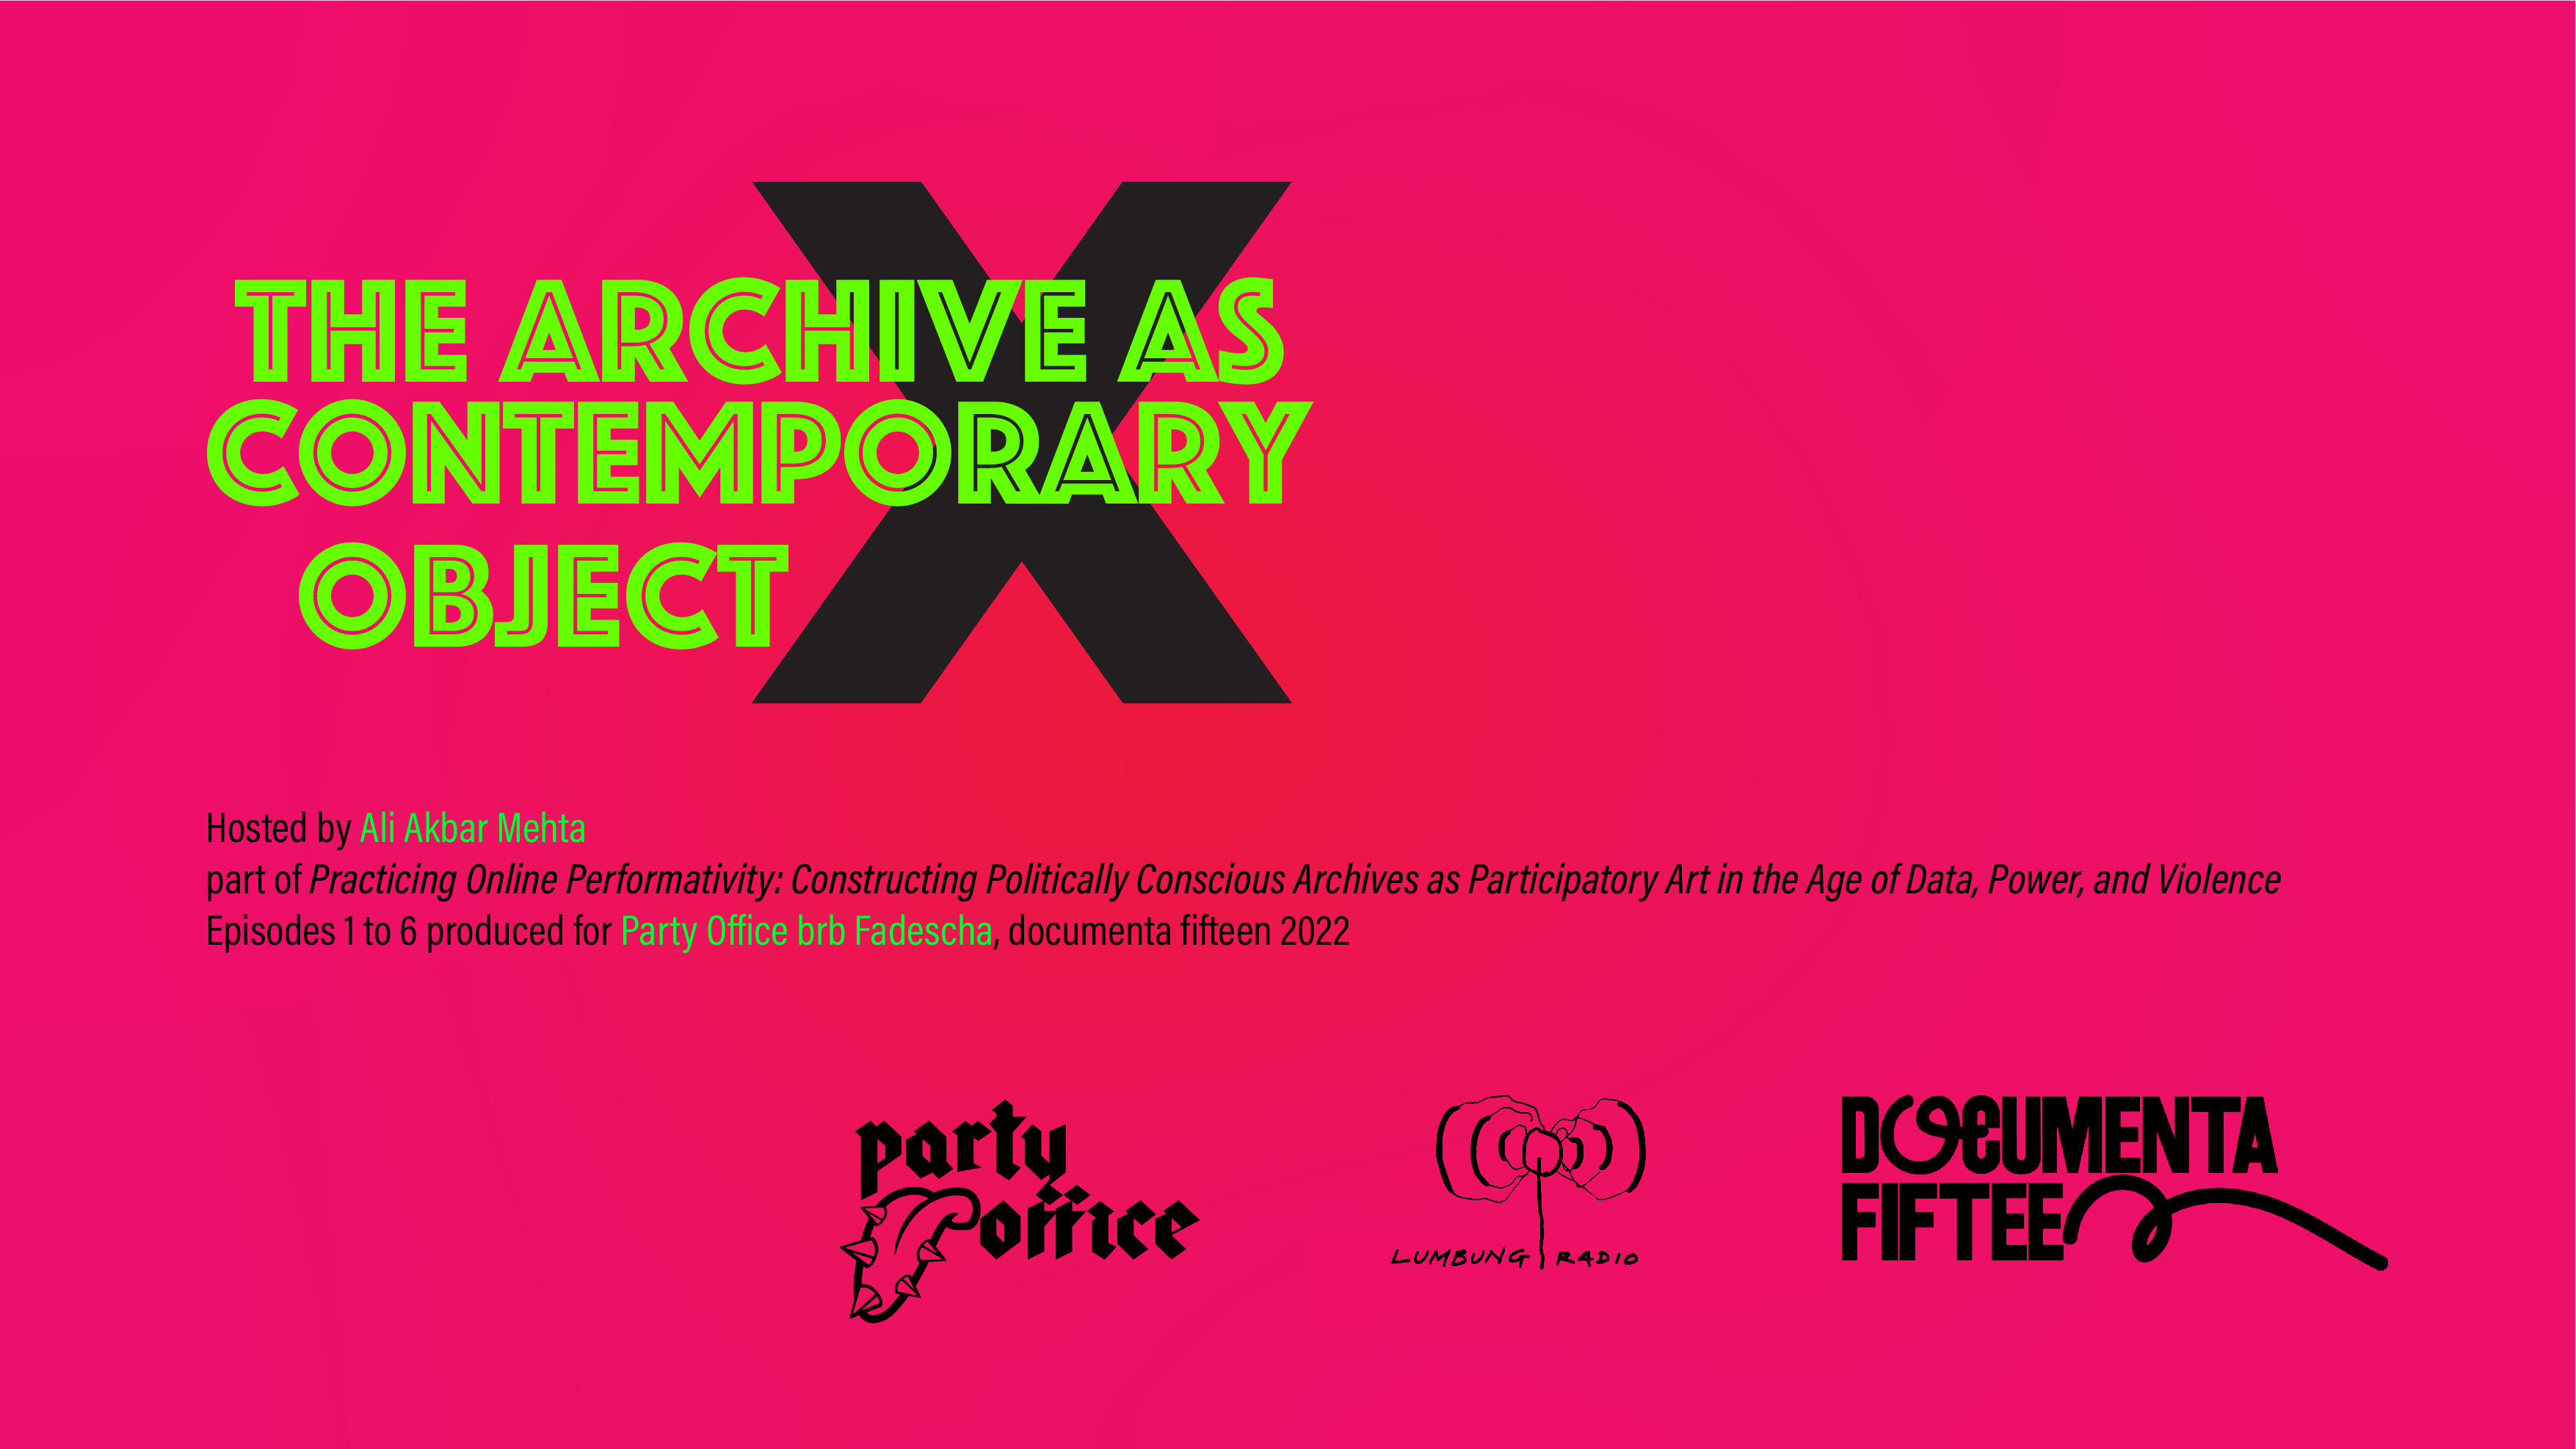 X
THE ARCHIVE AS
CONTEMPORARY
OBJECT
Hosted by Ali Akbar Mehta
part of Practicing Online Performativity: Constructing Politically Conscious Archives as Participatory Art in the Age of Data, Power, and Violence
Episodes 1 to 6 produced for Party Office brb Fadescha, documenta fifteen 2022
party
office
LUMBUNG RADIO
DOCUMENTA
FIFTEEN